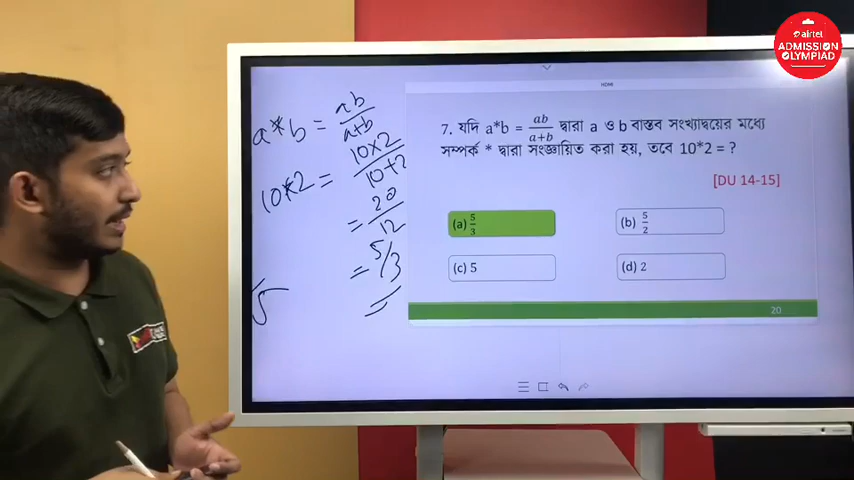 airtel
ADMISSION
OLYMPIAD
HOME
a*b = ab/a+b
10*2 = 10×2/10+2
= 20/12
= 5/3
5
7. যদি a*b = ab/a+b দ্বারা a ও b বাস্তব সংখ্যাদ্বয়ের মধ্যে
সম্পর্ক * দ্বারা সংজ্ঞায়িত করা হয়, তবে 10*2 = ?
[DU 14-15]
(a) 5/3
(b) 5/2
(c) 5
(d) 2
20